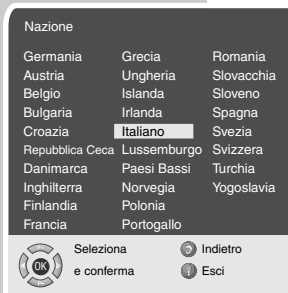 Nazione
Germania Grecia Romania
Austria Ungheria Slovacchia
Belgio Islanda Sloveno
Bulgaria Irlanda Spagna
Croazia Italiano Svezia
Repubblica Ceca Lussemburgo Svizzera
Danimarca Paesi Bassi Turchia
Inghilterra Norvegia Yogoslavia
Finlandia Polonia
Francia Portogallo
OK Seleziona e conferma
Indietro
Esci